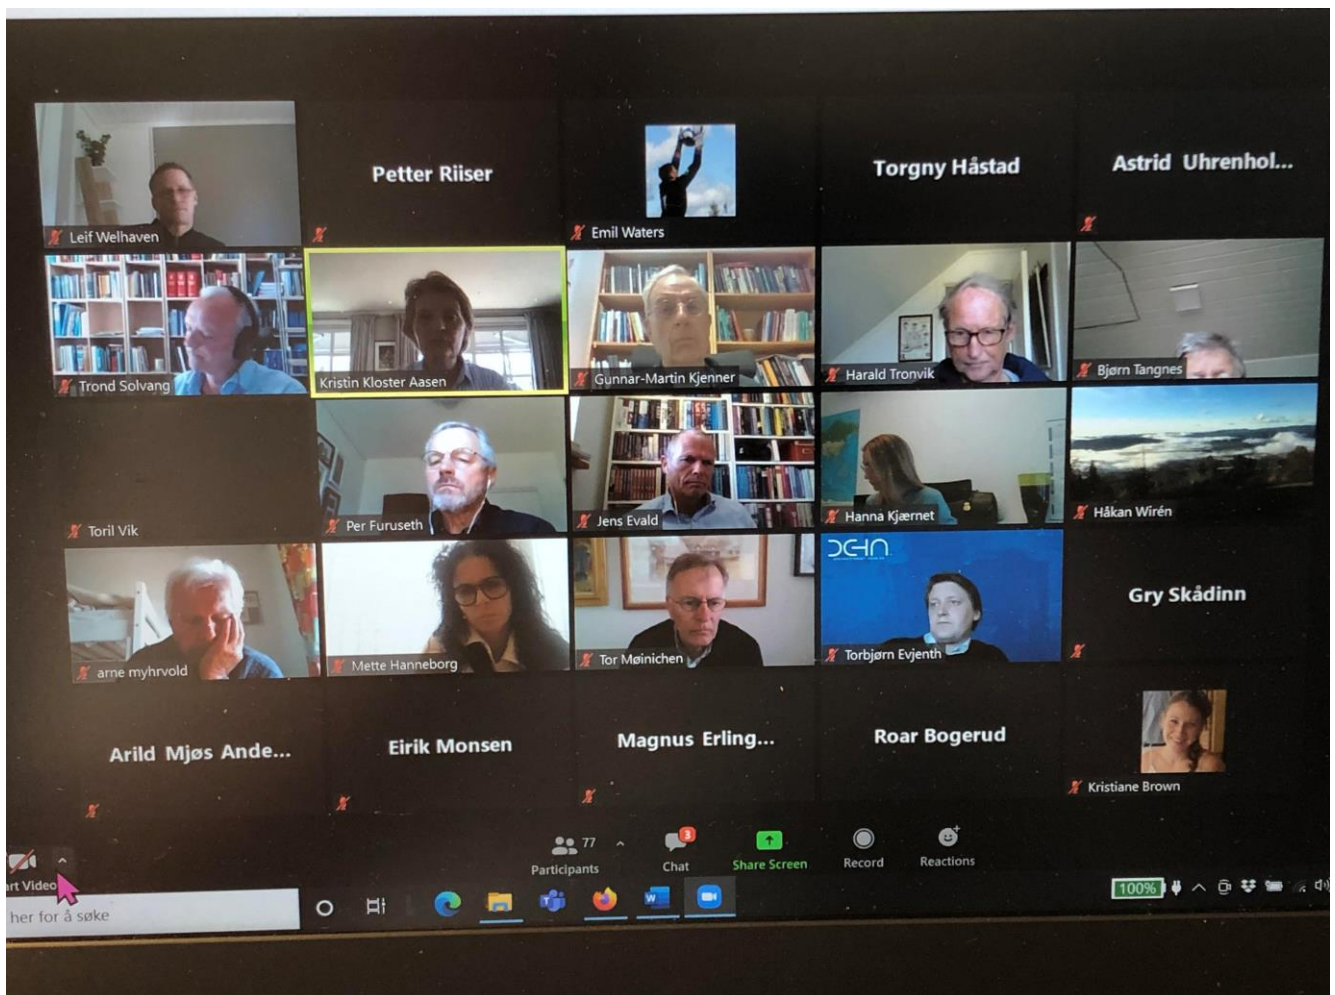 Leif Welhaven
Petter Riiser
Emil Waters
Torgny Håstad
Astrid Uhrenhol...
Trond Solvang
Kristin Kloster Aasen
Gunnar-Martin Kjenner
Harald Tronvik
Bjørn Tangnes
Toril Vik
Per Furuseth
Jens Evald
Hanna Kjærnet
Håkan Wirén
arne myhrvold
Mette Hanneborg
Tor Møinichen
Torbjørn Evjenth
Gry Skådinn
Arild Mjøs Ande...
Eirik Monsen
Magnus Erling...
Roar Bogerud
Kristiane Brown
art Video
77
Participants
3
Chat
Share Screen
Record
Reactions
her for å søke
100%